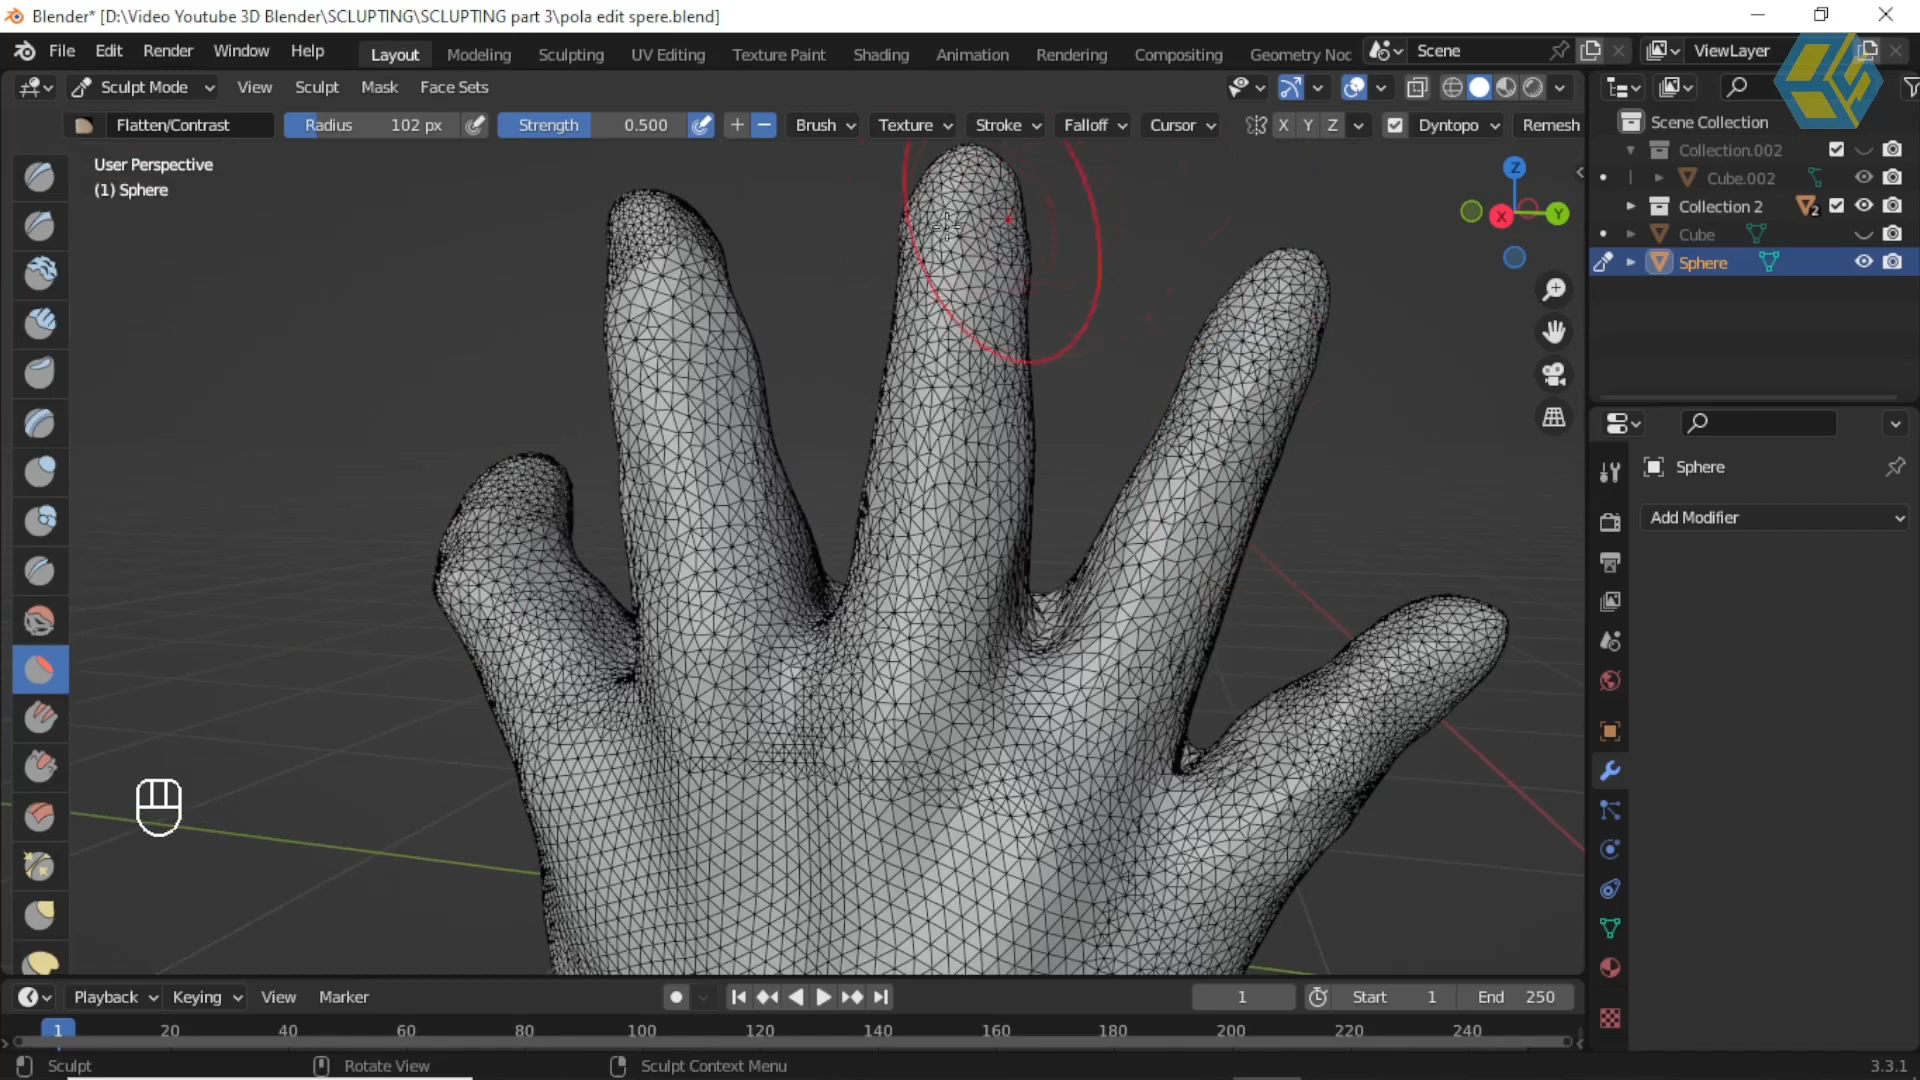 Blender* [D:\Video Youtube 3D Blender\SCLUPTING\SCLUPTING part 3\pola edit spere.blend]
File Edit Render Window Help Layout Modeling Sculpting UV Editing Texture Paint Shading Animation Rendering Compositing Geometry Noc Scene ViewLayer
Sculpt Mode View Sculpt Mask Face Sets
Flatten/Contrast Radius 102 px Strength 0.500 Brush Texture Stroke Falloff Cursor X Y Z Dyntopo Remesh
User Perspective
(1) Sphere
Z
X
Y
Scene Collection
Collection.002
Cube.002
Collection 2 2
Cube
Sphere
Sphere
Add Modifier
Playback Keying View Marker 1 Start 1 End 250
1 20 40 60 80 100 120 140 160 180 200 220 240
Sculpt Rotate View Sculpt Context Menu 3.3.1